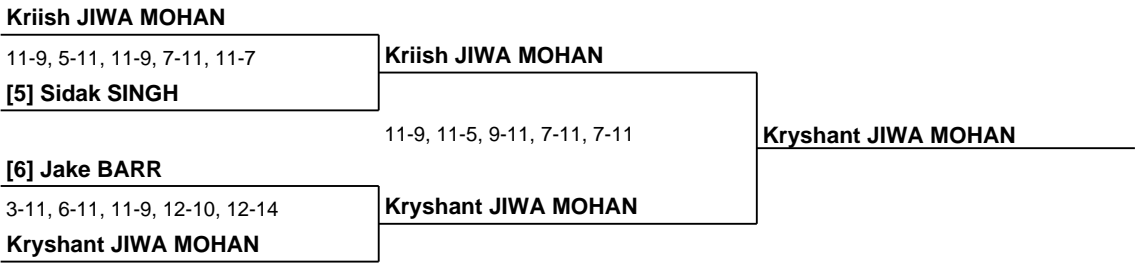 Kriish JIWA MOHAN
11-9, 5-11, 11-9, 7-11, 11-7
Kriish JIWA MOHAN
[5] Sidak SINGH
11-9, 11-5, 9-11, 7-11, 7-11
Kryshant JIWA MOHAN
[6] Jake BARR
3-11, 6-11, 11-9, 12-10, 12-14
Kryshant JIWA MOHAN
Kryshant JIWA MOHAN